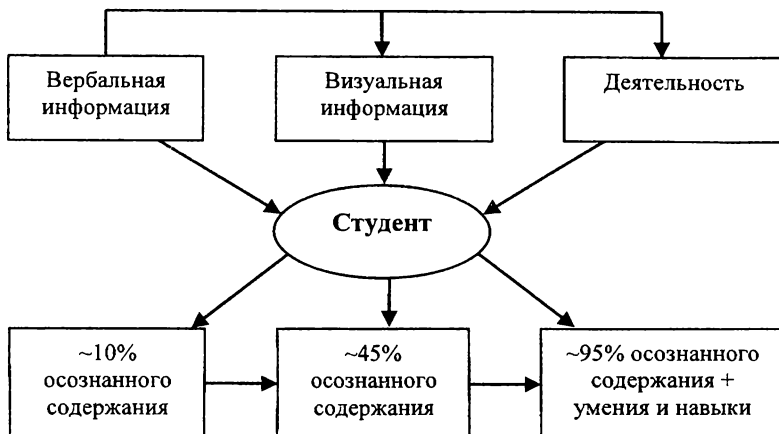 Вербальная
информация
Визуальная
информация
Деятельность
Студент
~10%
осознанного
содержания
~45%
осознанного
содержания
~95% осознанного
содержания +
умения и навыки